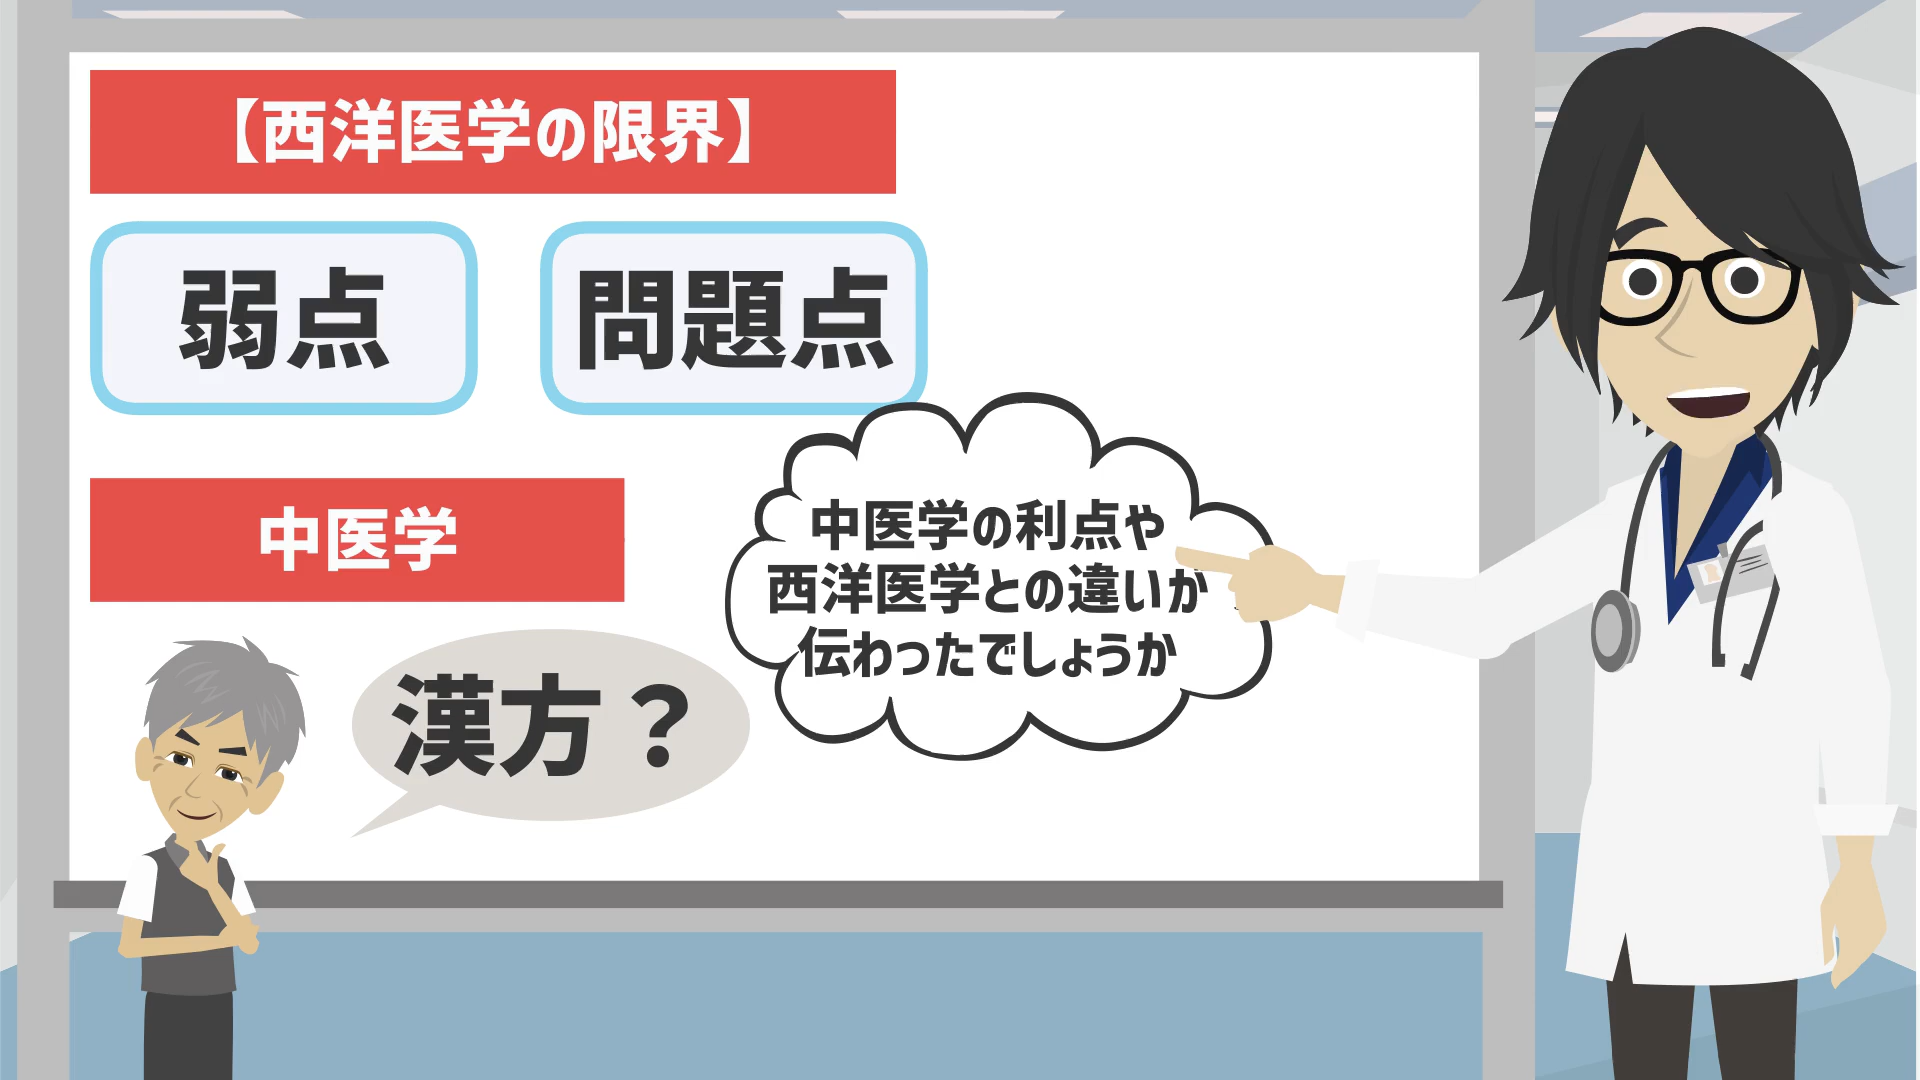 【西洋医学の限界】
弱点
問題点
中医学
中医学の利点や
西洋医学との違いが
伝わったでしょうか
漢方？